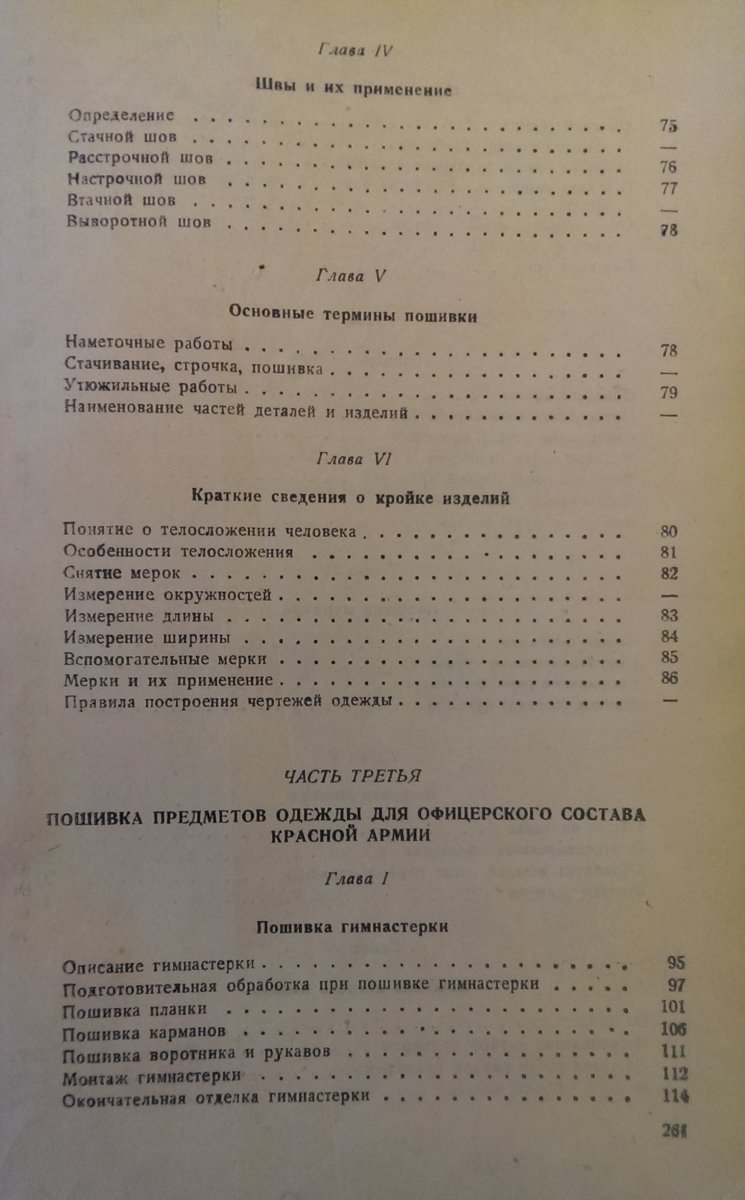 Глава IV
Швы и их применение
Определение . . . . . . . . . . . . . . . . . . . . 75
Стачной шов . . . . . . . . . . . . . . . . . . . . —
Расстрочной шов . . . . . . . . . . . . . . . . . . 76
Настрочной шов . . . . . . . . . . . . . . . . . . 77
Втачной шов . . . . . . . . . . . . . . . . . . . . —
Выворотной шов . . . . . . . . . . . . . . . . . . 78
Глава V
Основные термины пошивки
Наметочные работы . . . . . . . . . . . . . . . . . 78
Стачивание, строчка, пошивка . . . . . . . . . . . . —
Утюжильные работы . . . . . . . . . . . . . . . . . 79
Наименование частей деталей и изделий . . . . . . . . . —
Глава VI
Краткие сведения о кройке изделий
Понятие о телосложении человека . . . . . . . . . . . 80
Особенности телосложения . . . . . . . . . . . . . . 81
Снятие мерок . . . . . . . . . . . . . . . . . . . . 82
Измерение окружностей . . . . . . . . . . . . . . . . —
Измерение длины . . . . . . . . . . . . . . . . . . 83
Измерение ширины . . . . . . . . . . . . . . . . . . 84
Вспомогательные мерки . . . . . . . . . . . . . . . . 85
Мерки и их применение . . . . . . . . . . . . . . . . 86
Правила построения чертежей одежды . . . . . . . . . . —
ЧАСТЬ ТРЕТЬЯ
ПОШИВКА ПРЕДМЕТОВ ОДЕЖДЫ ДЛЯ ОФИЦЕРСКОГО СОСТАВА
КРАСНОЙ АРМИИ
Глава I
Пошивка гимнастерки
Описание гимнастерки . . . . . . . . . . . . . . . . 95
Подготовительная обработка при пошивке гимнастерки . . . . . 97
Пошивка планки . . . . . . . . . . . . . . . . . . 101
Пошивка карманов . . . . . . . . . . . . . . . . . . 106
Пошивка воротника и рукавов . . . . . . . . . . . . . 111
Монтаж гимнастерки . . . . . . . . . . . . . . . . . 112
Окончательная отделка гимнастерки . . . . . . . . . . . 114
261